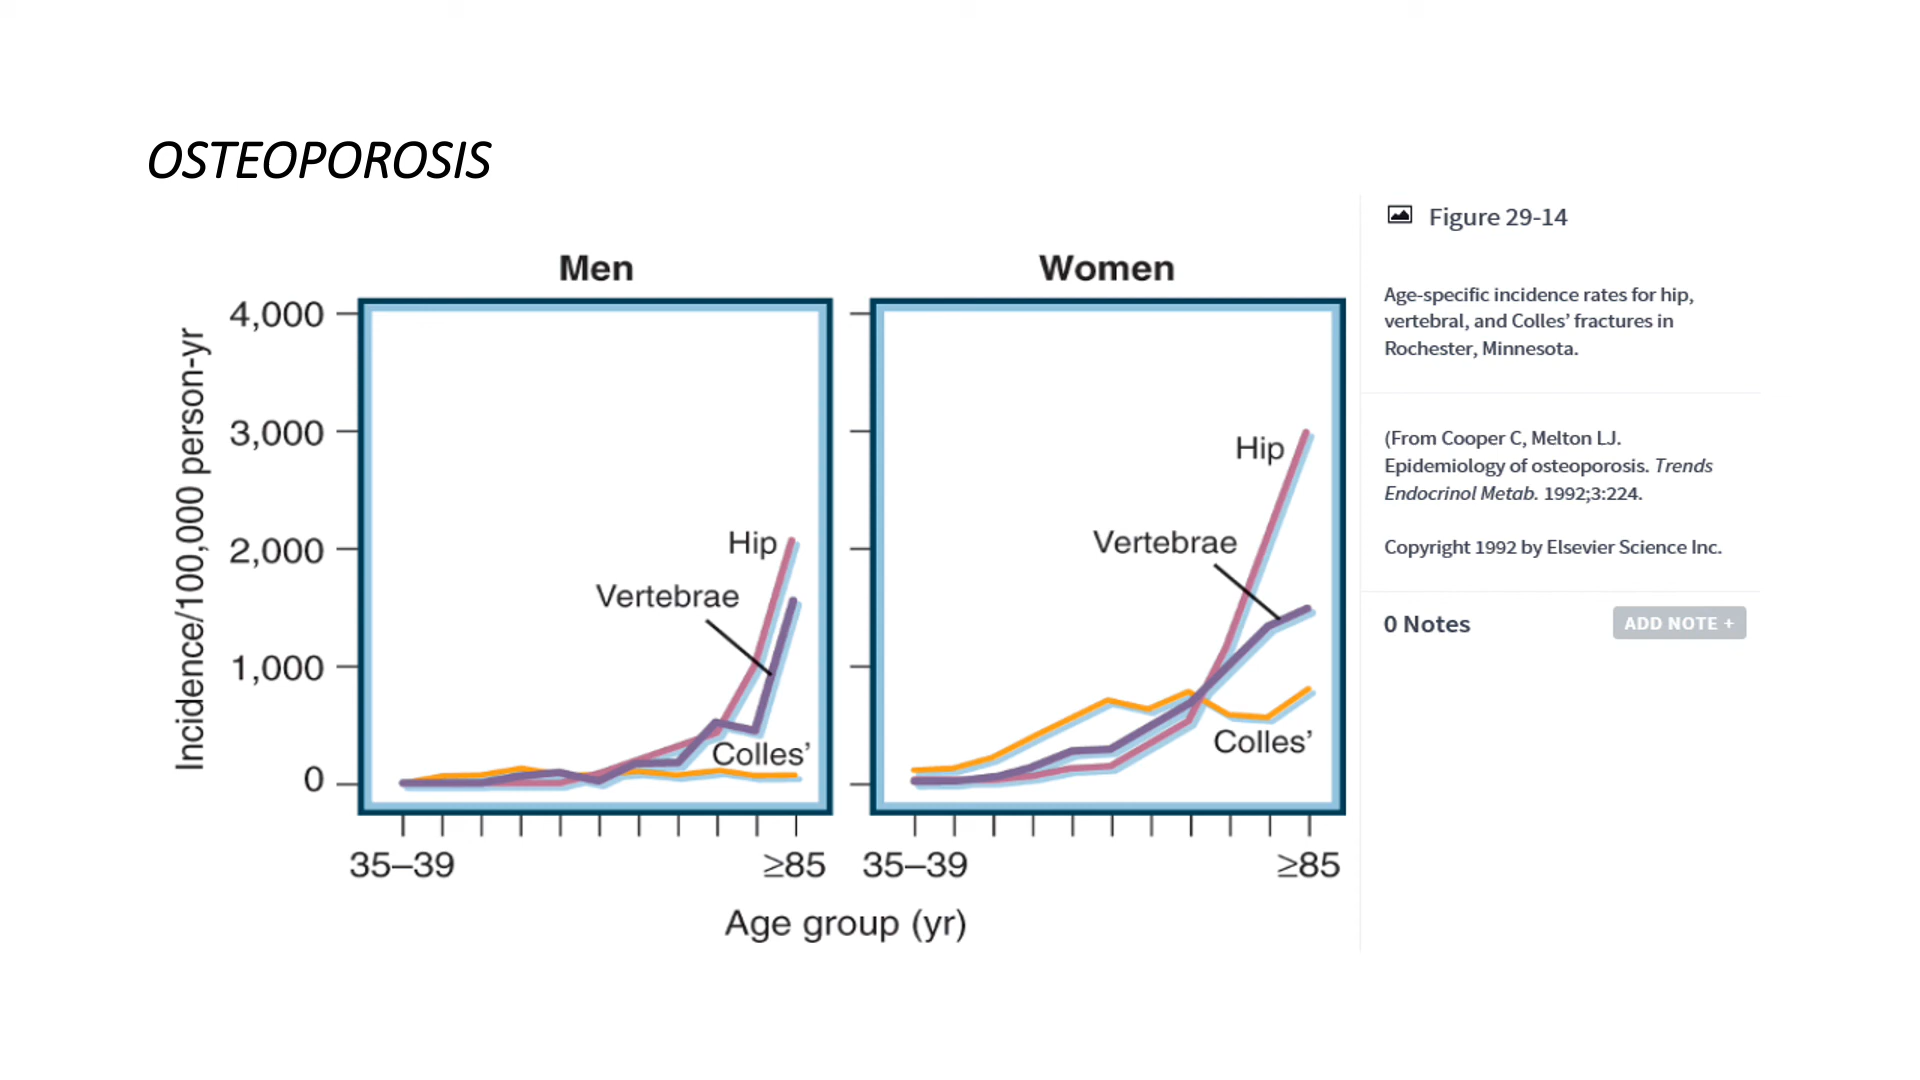 OSTEOPOROSIS
Men
Women
Incidence/100,000 person-yr
4,000
3,000
2,000
1,000
0
Hip
Vertebrae
Colles’
Hip
Vertebrae
Colles’
35–39
≥85
35–39
≥85
Age group (yr)
Figure 29-14
Age-specific incidence rates for hip,
vertebral, and Colles’ fractures in
Rochester, Minnesota.
(From Cooper C, Melton LJ.
Epidemiology of osteoporosis. Trends
Endocrinol Metab. 1992;3:224.
Copyright 1992 by Elsevier Science Inc.
0 Notes
ADD NOTE +